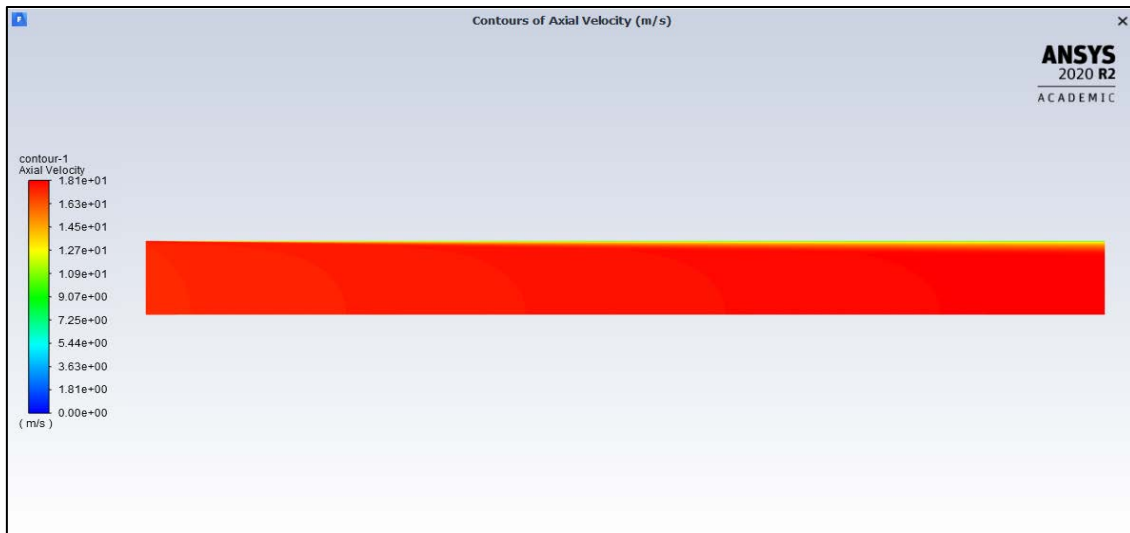 Contours of Axial Velocity (m/s)
ANSYS
2020 R2
ACADEMIC
contour-1
Axial Velocity
1.81e+01
1.63e+01
1.45e+01
1.27e+01
1.09e+01
9.07e+00
7.25e+00
5.44e+00
3.63e+00
1.81e+00
0.00e+00
( m/s )